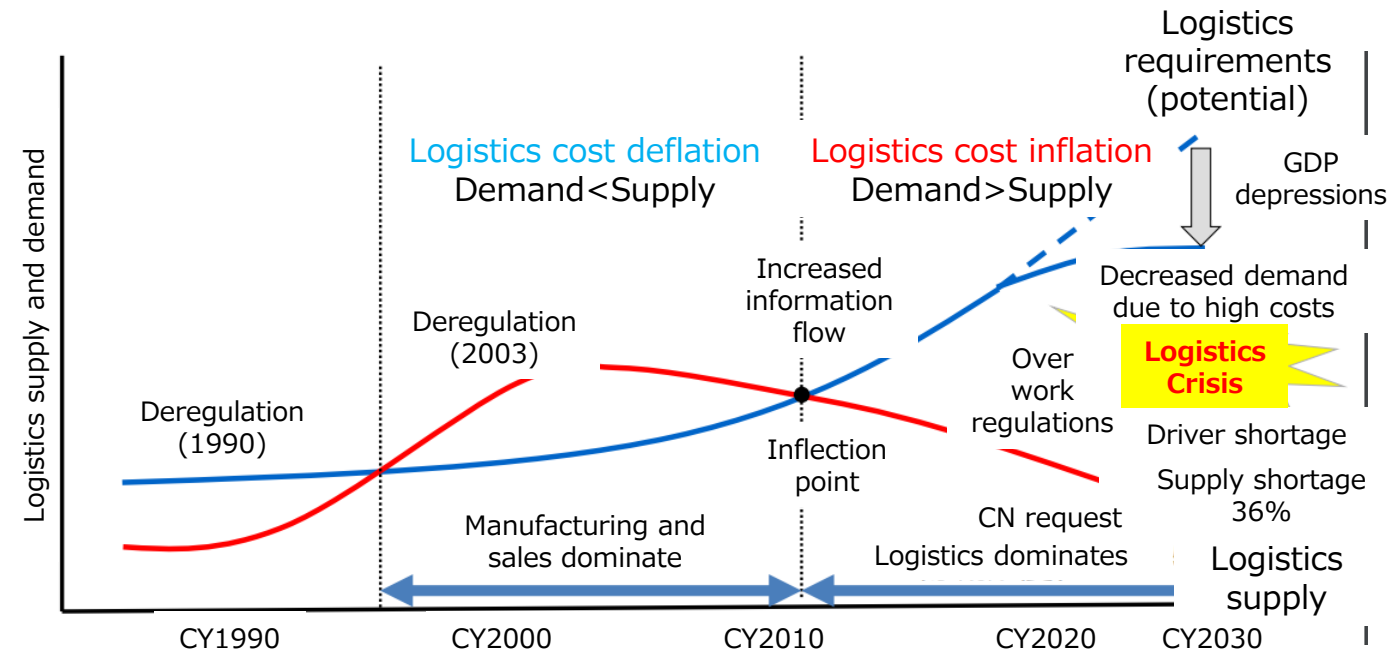 Logistics
requirements
(potential)
Logistics cost deflation
Demand<Supply
Logistics cost inflation
Demand>Supply
GDP
depressions
Increased
information
flow
Decreased demand
due to high costs
Deregulation
(2003)
Logistics
Crisis
Over
work
regulations
Deregulation
(1990)
Inflection
point
Driver shortage
Supply shortage
36%
Manufacturing and
sales dominate
CN request
Logistics dominates
Logistics
supply
Logistics supply and demand
CY1990
CY2000
CY2010
CY2020
CY2030